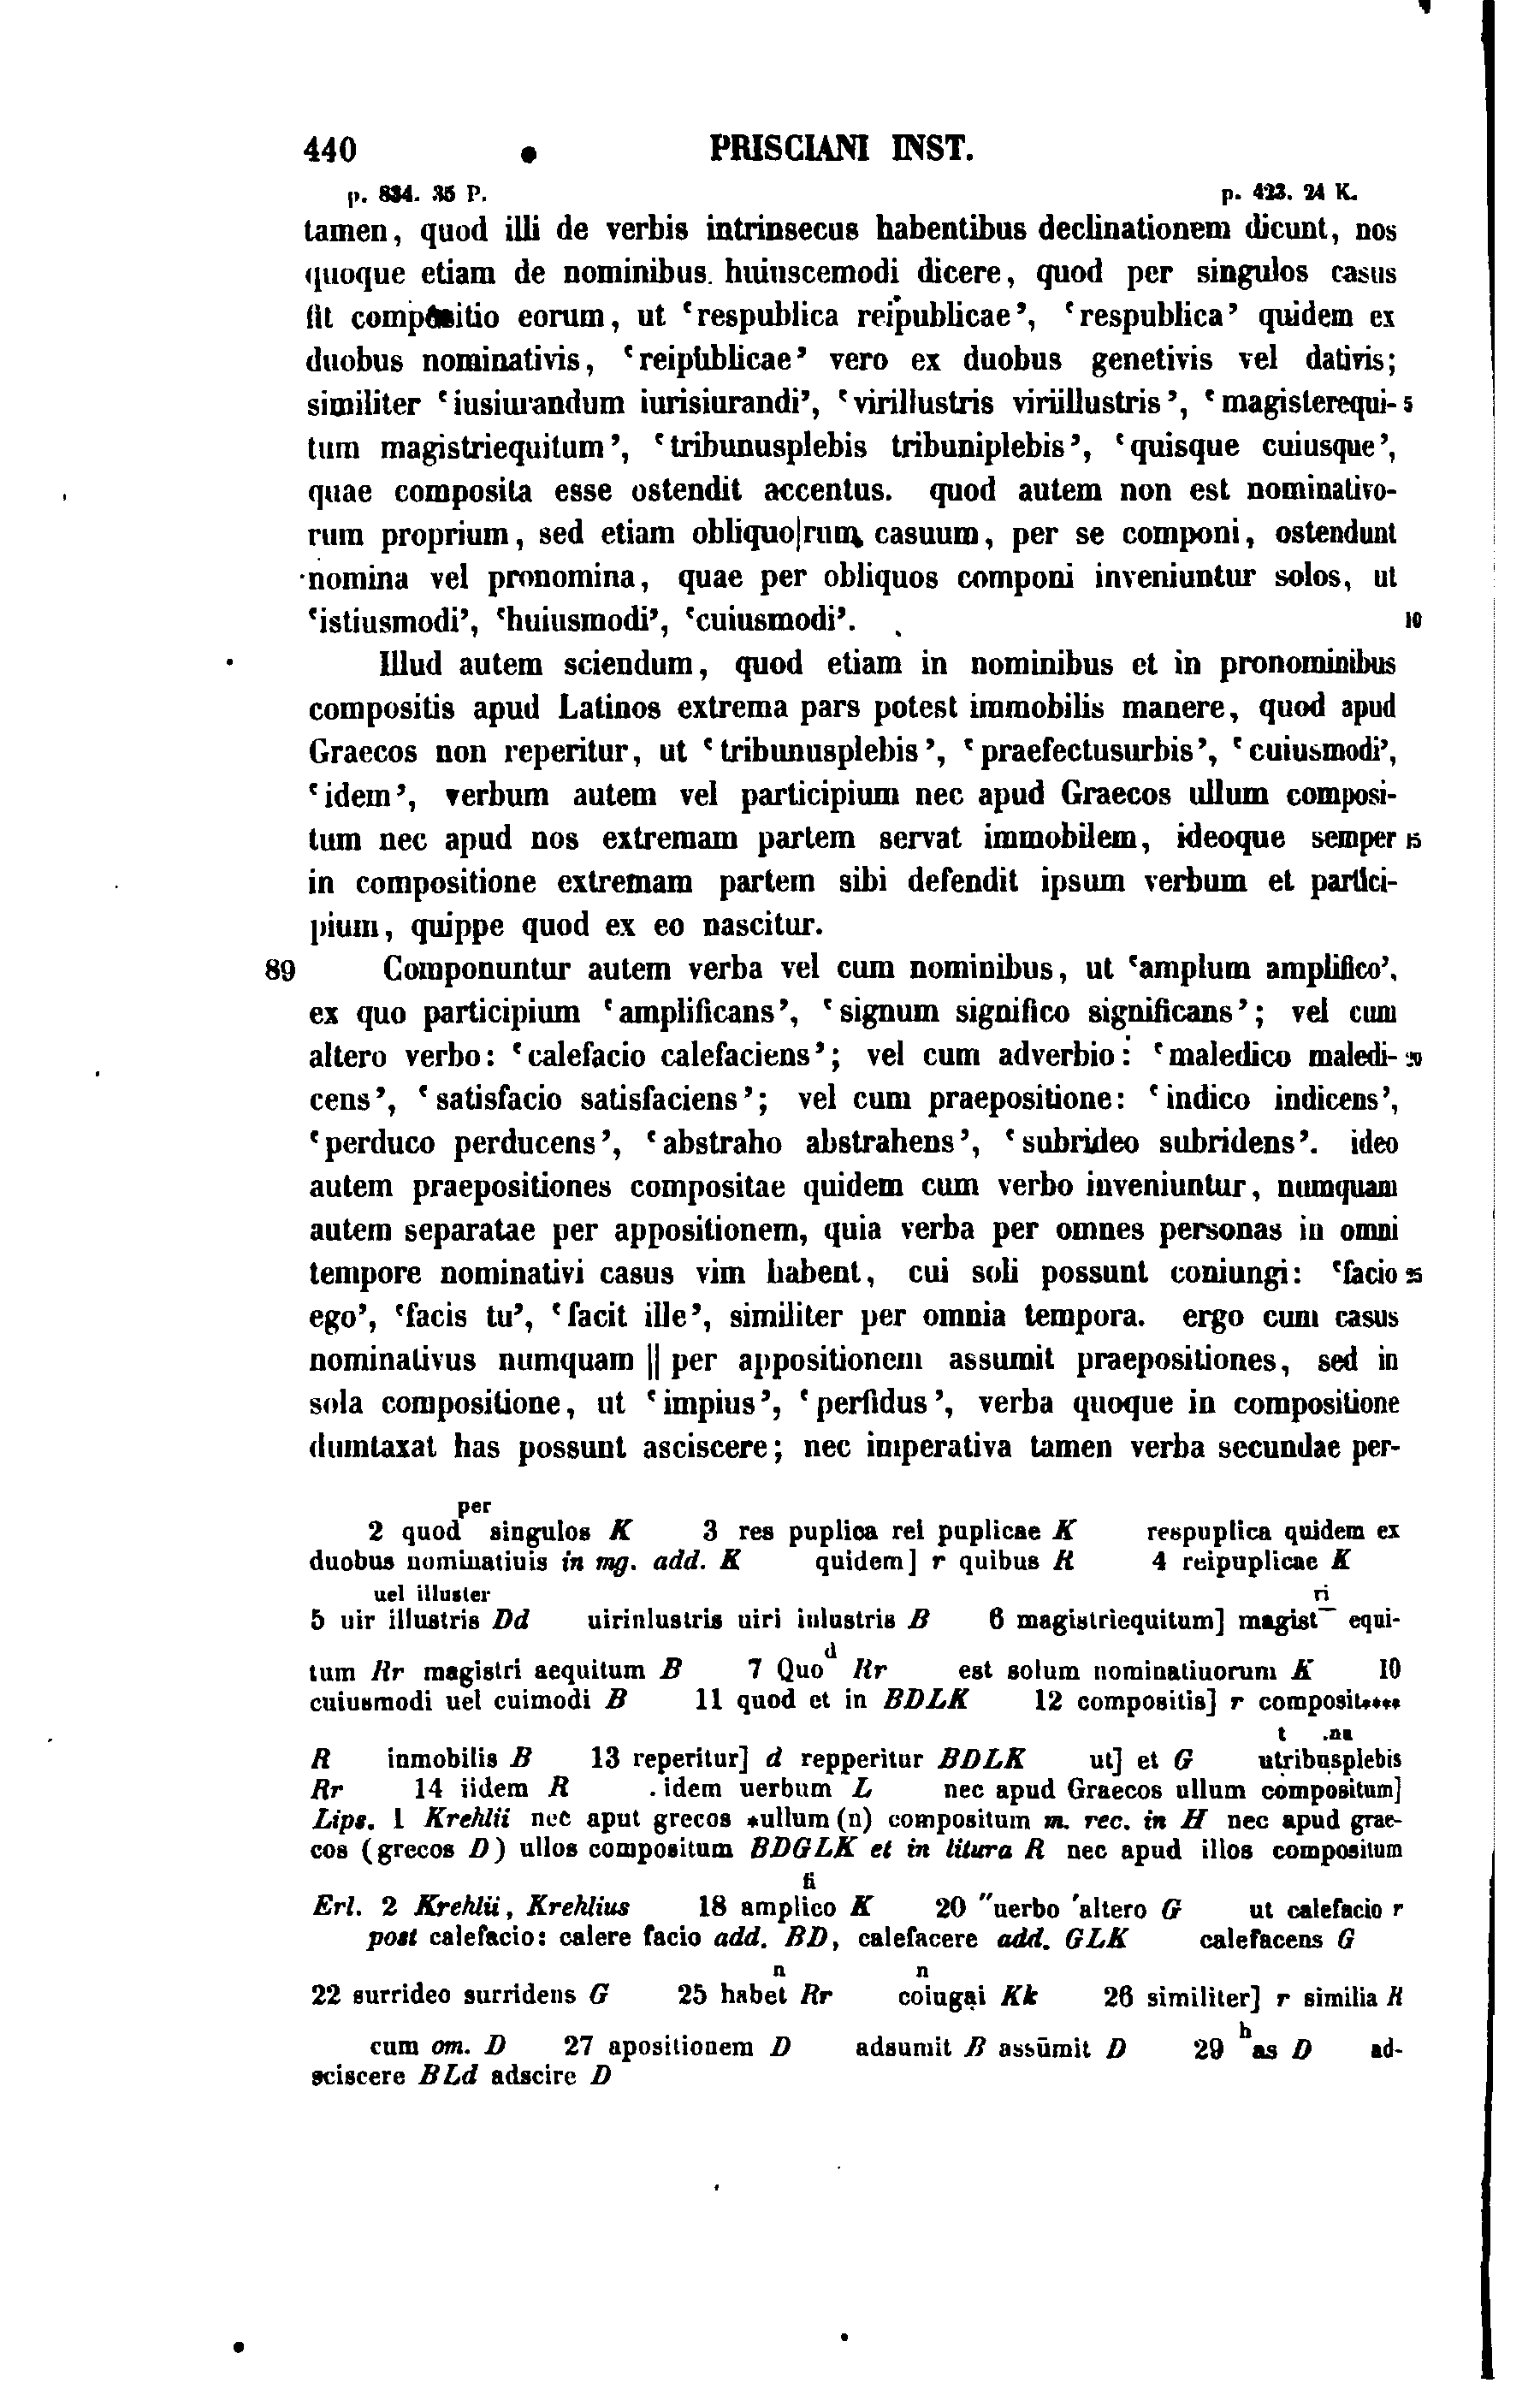 440 PRISCIANI INST.
p. 834. 35 P. p. 423. 24 K.
tamen, quod illi de verbis intrinsecus habentibus declinationem dicunt, nos
quoque etiam de nominibus huiuscemodi dicere, quod per singulos casus
fit compositio eorum, ut ‘respublica reipublicae’, ‘respublica’ quidem ex
duobus nominativis, ‘reipublicae’ vero ex duobus genetivis vel dativis;
similiter ‘iusiurandum iurisiurandi’, ‘virillustris viriillustris’, ‘magisterequi- 5
tum magistriequitum’, ‘tribunusplebis tribuniplebis’, ‘quisque cuiusque’,
quae composita esse ostendit accentus. quod autem non est nominativo-
rum proprium, sed etiam obliquo|rum casuum, per se componi, ostendunt
nomina vel pronomina, quae per obliquos componi inveniuntur solos, ut
‘istiusmodi’, ‘huiusmodi’, ‘cuiusmodi’. 10
Illud autem sciendum, quod etiam in nominibus et in pronominibus
compositis apud Latinos extrema pars potest immobilis manere, quod apud
Graecos non reperitur, ut ‘tribunusplebis’, ‘praefectusurbis’, ‘cuiusmodi’,
‘idem’, verbum autem vel participium nec apud Graecos ullum composi-
tum nec apud nos extremam partem servat immobilem, ideoque semper 15
in compositione extremam partem sibi defendit ipsum verbum et partici-
pium, quippe quod ex eo nascitur.
89 Componuntur autem verba vel cum nominibus, ut ‘amplum amplifico’,
ex quo participium ‘amplificans’, ‘signum significo significans’; vel cum
altero verbo: ‘calefacio calefaciens’; vel cum adverbio: ‘maledico maledi- 20
cens’, ‘satisfacio satisfaciens’; vel cum praepositione: ‘indico indicens’,
‘perduco perducens’, ‘abstraho abstrahens’, ‘subrideo subridens’. ideo
autem praepositiones compositae quidem cum verbo inveniuntur, numquam
autem separatae per appositionem, quia verba per omnes personas in omni
tempore nominativi casus vim habent, cui soli possunt coniungi: ‘facio 25
ego’, ‘facis tu’, ‘facit ille’, similiter per omnia tempora. ergo cum casus
nominativus numquam || per appositionem assumit praepositiones, sed in
sola compositione, ut ‘impius’, ‘perfidus’, verba quoque in compositione
dumtaxat has possunt asciscere; nec imperativa tamen verba secundae per-
per
2 quod singulos K 3 res puplica rei puplicae K respuplica quidem ex
duobus nominatiuis in mg. add. K quidem] r quibus R 4 reipuplicae K
uel illuster ri
5 uir illustris Dd uirinlustris uiri inlustris B 6 magistriequitum] magist‾ equi-
d
tum Rr magistri aequitum B 7 Quo Rr est solum nominatiuorum K 10
cuiusmodi uel cuimodi B 11 quod et in BDLK 12 compositis] r composit****
t .na
R inmobilis B 13 reperitur] d repperitur BDLK ut] et G utribusplebis
Rr 14 iidem R .idem uerbum L nec apud Graecos ullum compositum]
Lips. 1 Krehlii nec aput grecos *ullum (n) compositum m. rec. in H nec apud grae-
cos (grecos D) ullos compositum BDGLK et in litura R nec apud illos compositum
fi
Erl. 2 Krehlii, Krehlius 18 amplico K 20 "uerbo 'altero G ut calefacio r
post calefacio: calere facio add. BD, calefacere add. GLK calefacens G
n n
22 surrideo surridens G 25 habet Rr coiugại Kk 26 similiter] r similia R
h
cum om. D 27 apositionem D adsumit B assūmit D 29 as D ad-
sciscere BLd adscire D